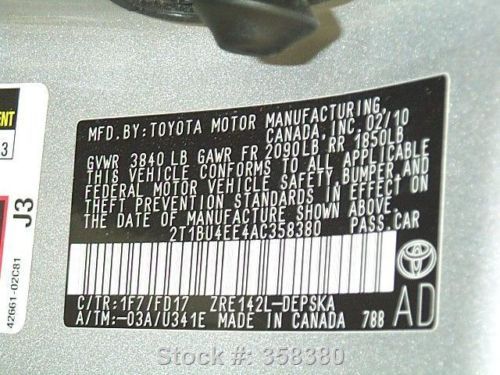 ENT
3
J3
42661-02C81
MFD. BY: TOYOTA MOTOR MANUFACTURING,
CANADA, INC. 02/10
GVWR 3840 LB GAWR FR 2090LB RR 1850LB
THIS VEHICLE CONFORMS TO ALL APPLICABLE
FEDERAL MOTOR VEHICLE SAFETY, BUMPER, AND
THEFT PREVENTION STANDARDS IN EFFECT ON
THE DATE OF MANUFACTURE SHOWN ABOVE.
2T1BU4EE4AC358380 PASS. CAR
C/TR: 1F7/FD17 ZRE142L-DEPSKA
A/TM: -03A/U341E MADE IN CANADA 788
AD
Stock #: 358380